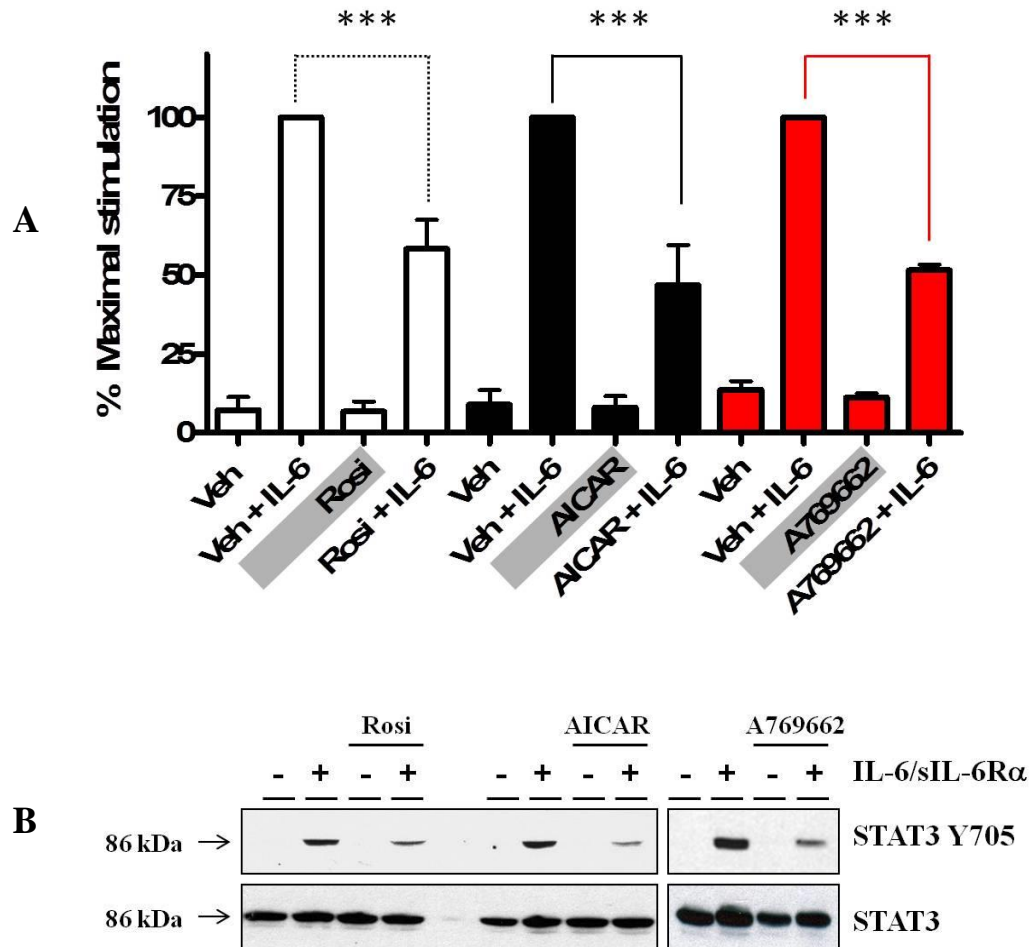 *** *** ***
A
% Maximal stimulation
100
75
50
25
0
Veh
Veh + IL-6
Rosi
Rosi + IL-6
Veh
Veh + IL-6
AICAR
AICAR + IL-6
Veh
Veh + IL-6
A769662
A769662 + IL-6
B
Rosi AICAR A769662
- + - + - + - + - + - + IL-6/sIL-6Rα
86 kDa → STAT3 Y705
86 kDa → STAT3